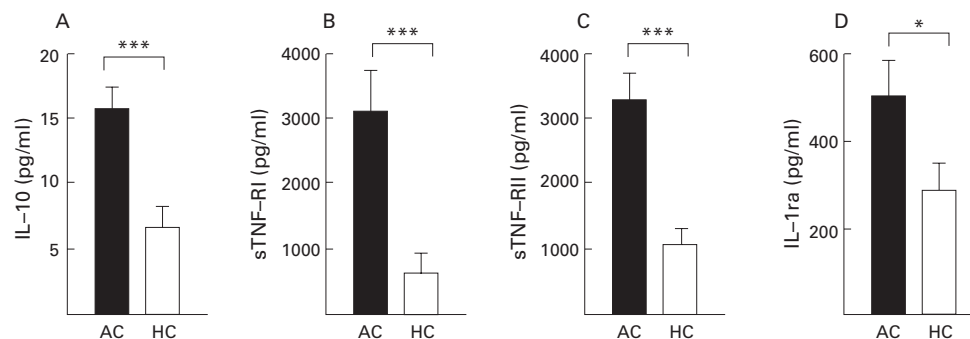 A
***
20
15
10
5
IL–10 (pg/ml)
AC HC
B
***
4000
3000
2000
1000
sTNF–RI (pg/ml)
AC HC
C
***
4000
3000
2000
1000
sTNF–RII (pg/ml)
AC HC
D
*
600
400
200
IL–1ra (pg/ml)
AC HC